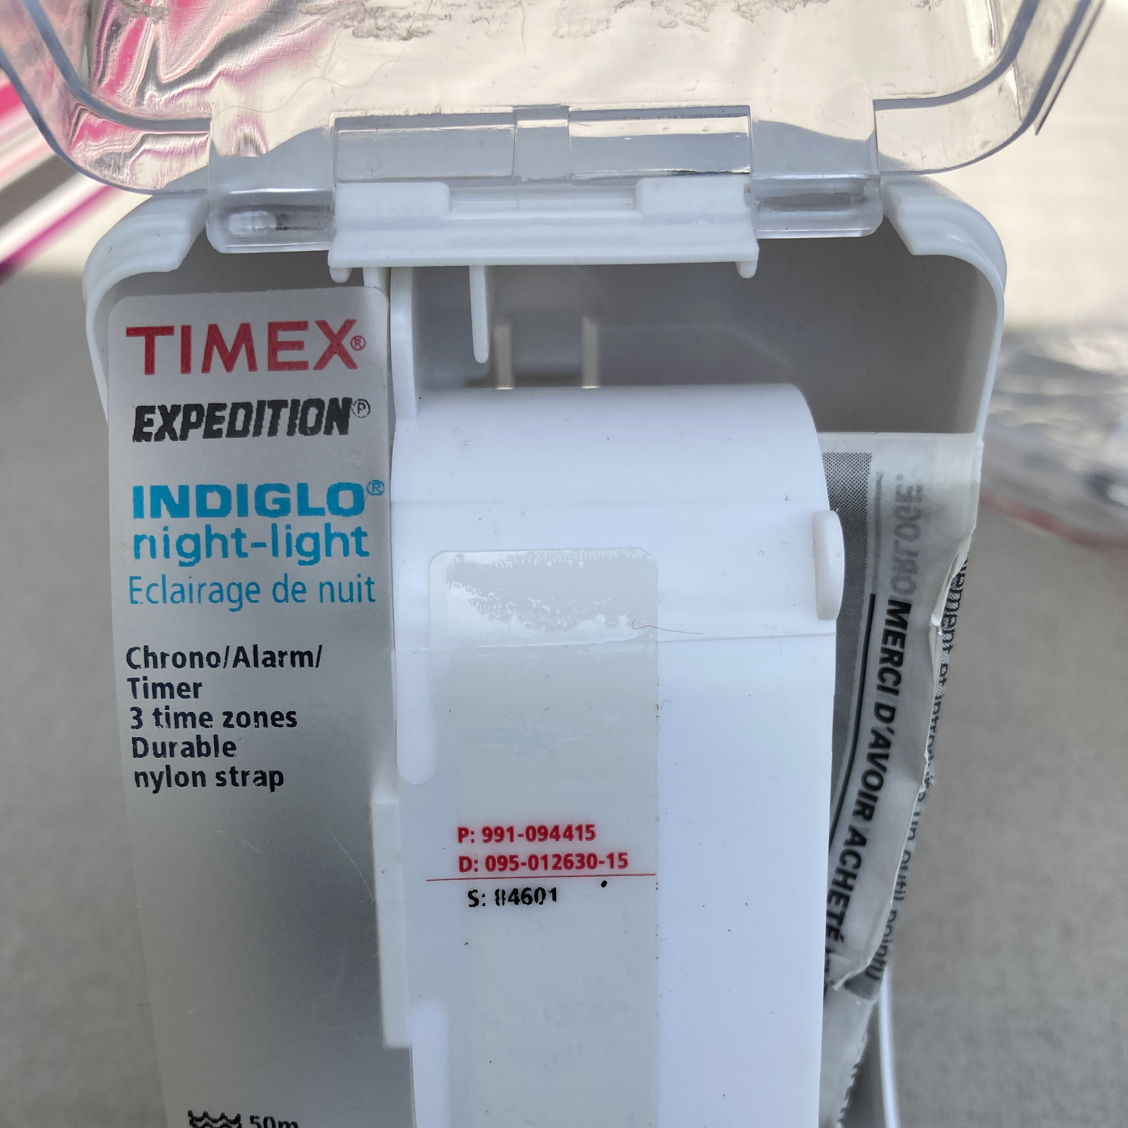 TIMEX®
EXPEDITION®
INDIGLO®
night-light
Eclairage de nuit
Chrono/Alarm/
Timer
3 time zones
Durable
nylon strap
50m
P: 991-094415
D: 095-012630-15
S: 84601
HORLOGE
MERCI D'AVOIR ACHETÉ